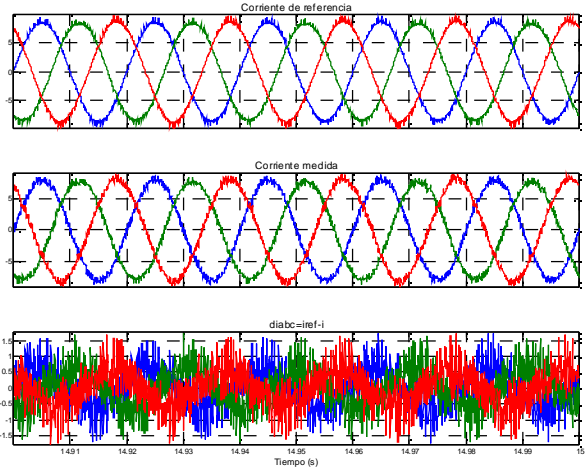 Corriente de referencia
5
0
-5
Corriente medida
5
0
-5
diabc=iref-i
1.5
1
0.5
0
-0.5
-1
-1.5
14.91 14.92 14.93 14.94 14.95 14.96 14.97 14.98 14.99 15
Tiempo (s)